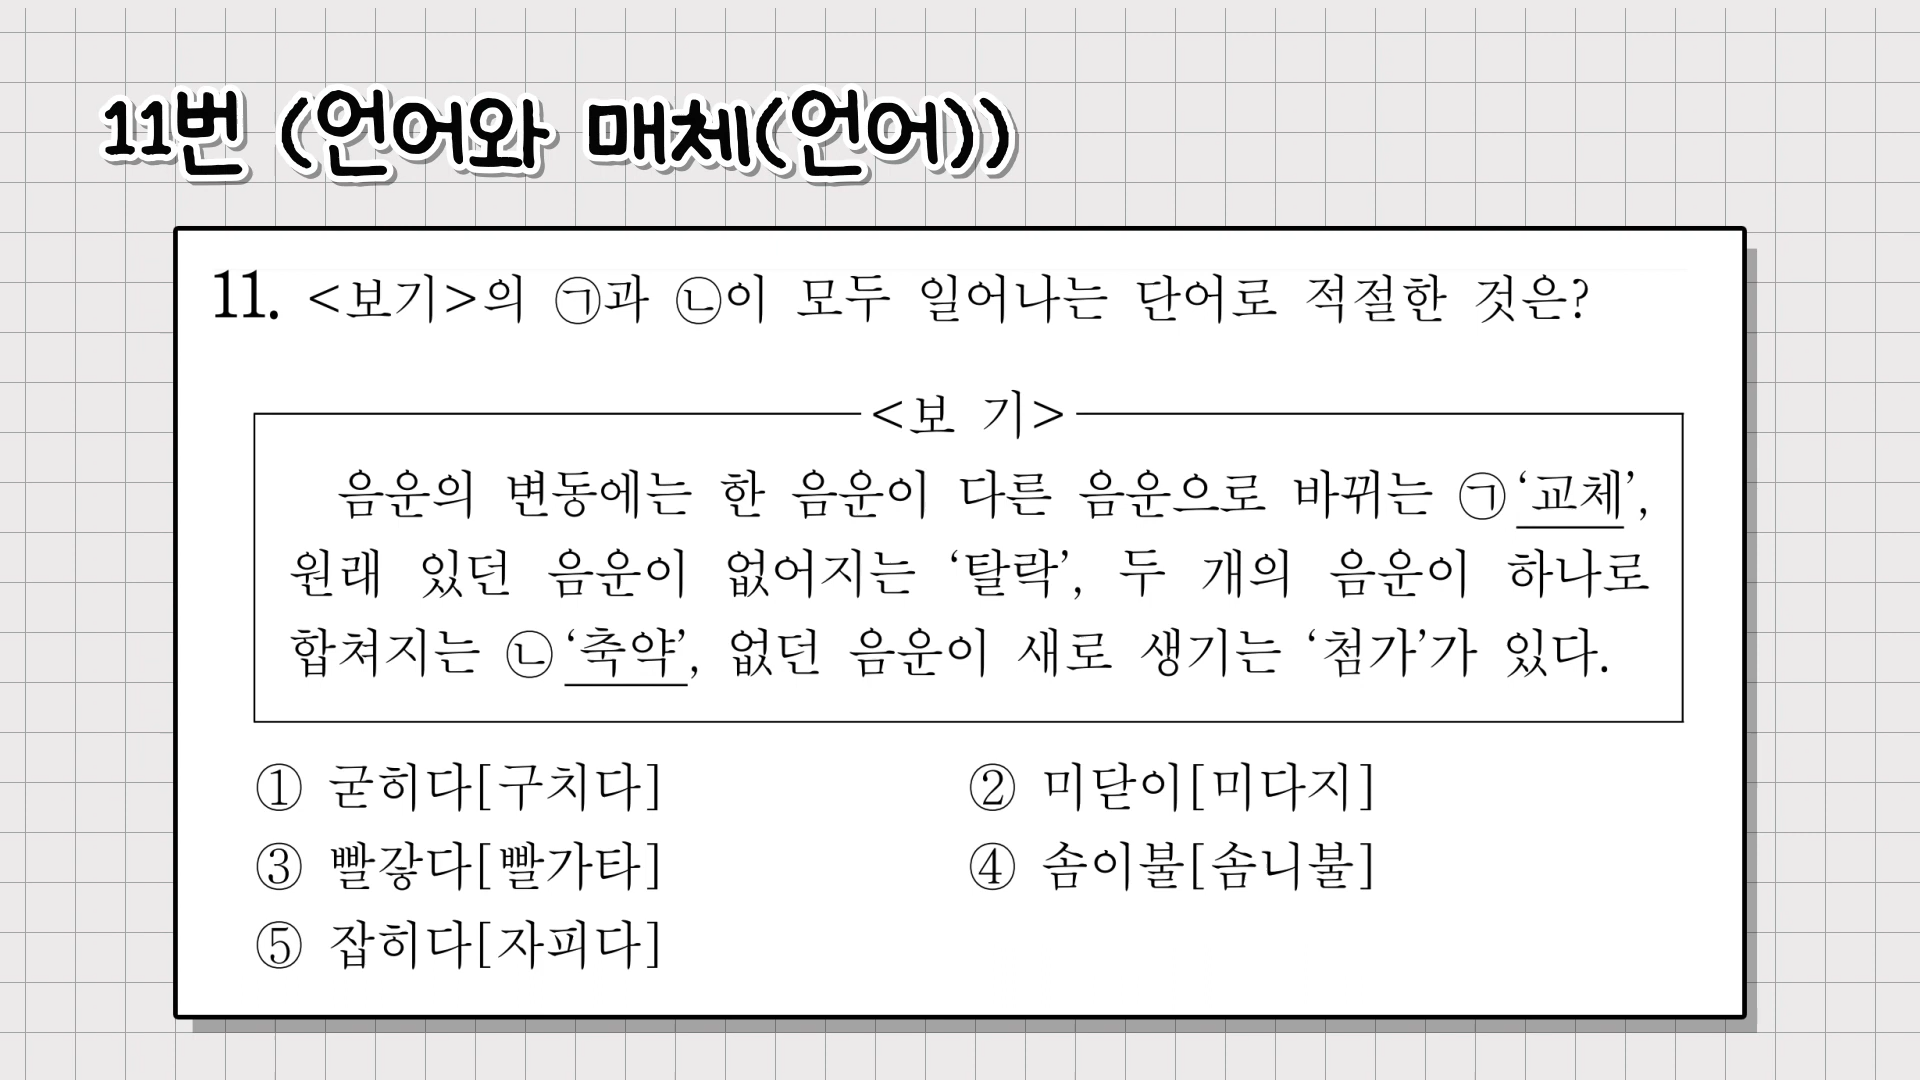 11번 (언어와 매체(언어))
11. <보기>의 ㉠과 ㉡이 모두 일어나는 단어로 적절한 것은?
<보 기>
음운의 변동에는 한 음운이 다른 음운으로 바뀌는 ㉠‘교체’,
원래 있던 음운이 없어지는 ‘탈락’, 두 개의 음운이 하나로
합쳐지는 ㉡‘축약’, 없던 음운이 새로 생기는 ‘첨가’가 있다.
① 굳히다[구치다] ② 미닫이[미다지]
③ 빨갛다[빨가타] ④ 솜이불[솜니불]
⑤ 잡히다[자피다]